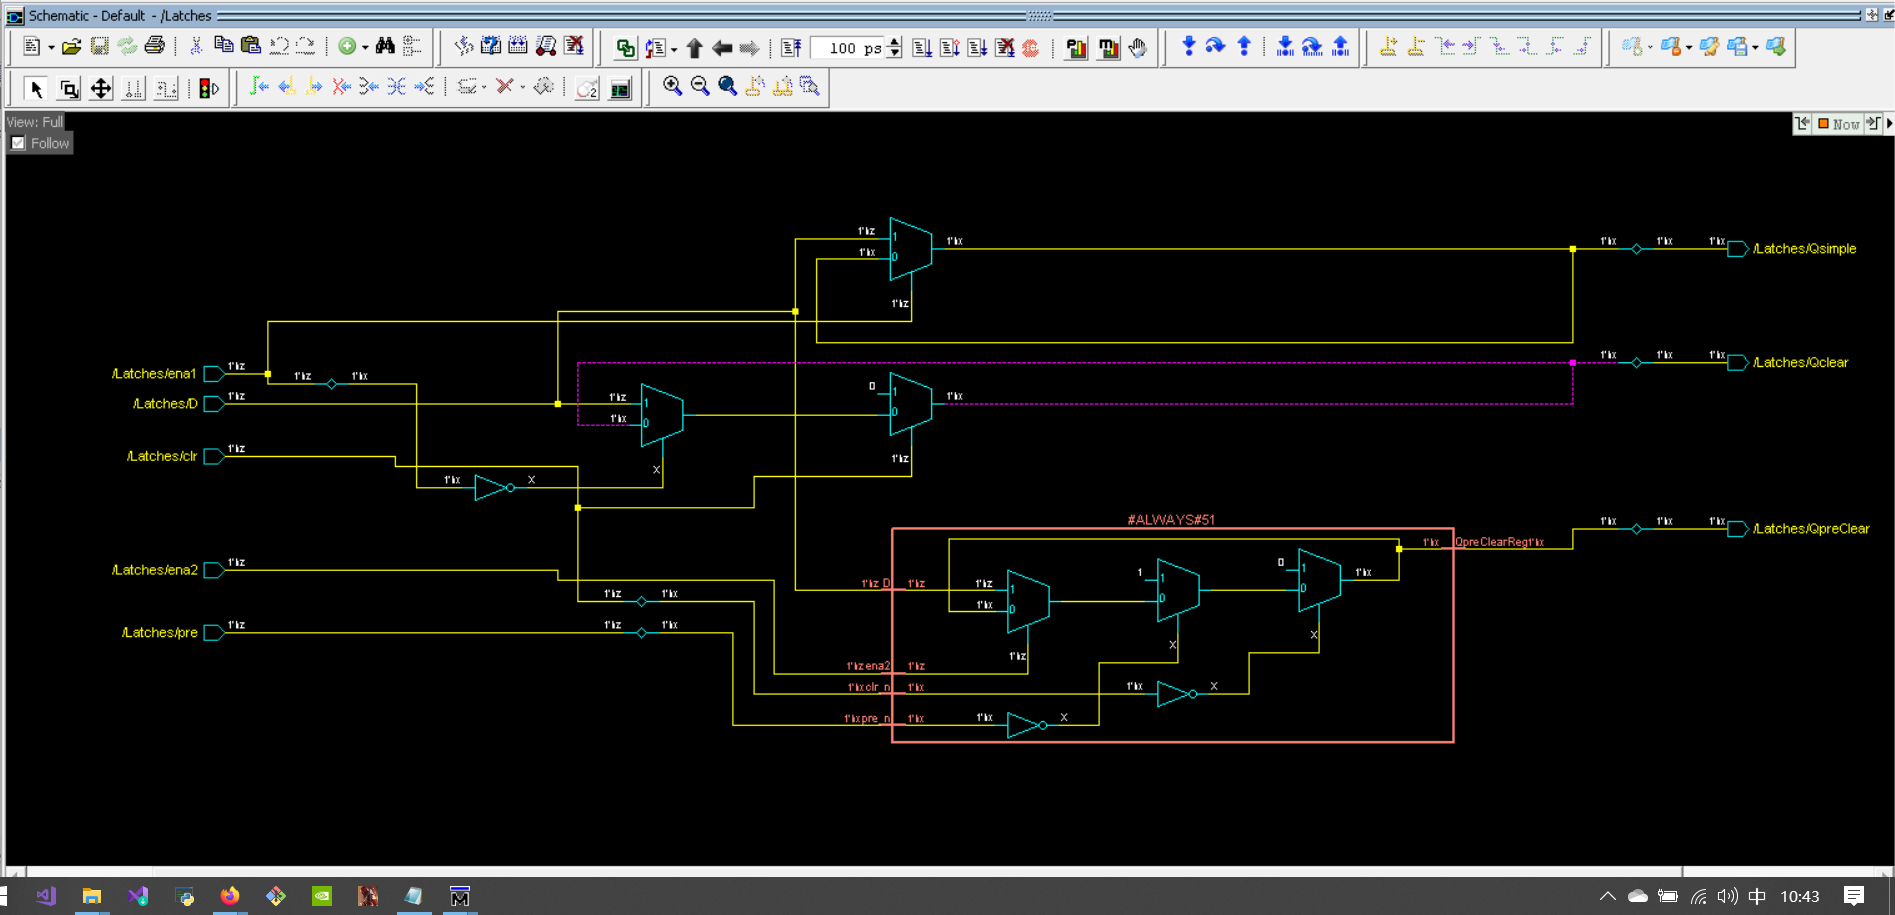 Schematic - Default - /Latches
100 ps
View: Full
Follow
Now
1'hz
1
1'hx
0
1'hx
1'hz
1'hx
1'hx
1'hx
/Latches/Qsimple
/Latches/ena1
1'hz
1'hz
1'hx
/Latches/D
1'hz
1'hz
1
1'hx
0
0
1
0
1'hx
1'hz
1'hx
1'hx
1'hx
/Latches/Qclear
/Latches/clr
1'hz
1'hx
X
X
#ALWAYS#51
1'hx
QpreClearReg1'hx
1'hx
1'hx
1'hx
/Latches/QpreClear
/Latches/ena2
1'hz
1'hz
1'hx
1'hz D
1'hz
1'hz
1
1'hx
0
1'hz
1
1
0
X
0
1
0
1'hx
X
/Latches/pre
1'hz
1'hz
1'hx
1'hz ena2
1'hz
1'hx clr_n
1'hx
1'hx
X
1'hx pre_n
1'hx
1'hx
X
中
10:43